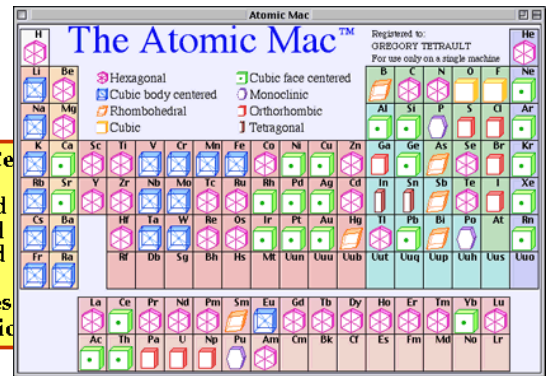 Atomic Mac
The Atomic Mac™
Registered to:
GREGORY TETRAULT
For use only on a single machine
Hexagonal
Cubic body centered
Rhombohedral
Cubic
Cubic face centered
Monoclinic
Orthorhombic
Tetragonal
H He
Li Be B C N O F Ne
Na Mg Al Si P S Cl Ar
K Ca Sc Ti V Cr Mn Fe Co Ni Cu Zn Ga Ge As Se Br Kr
Rb Sr Y Zr Nb Mo Tc Ru Rh Pd Ag Cd In Sn Sb Te I Xe
Cs Ba Hf Ta W Re Os Ir Pt Au Hg Tl Pb Bi Po At Rn
Fr Ra Rf Db Sg Bh Hs Mt Uun Uuu Uub Uut Uuq Uup Uuh Uus Uuo
La Ce Pr Nd Pm Sm Eu Gd Tb Dy Ho Er Tm Yb Lu
Ac Th Pa U Np Pu Am Cm Bk Cf Es Fm Md No Lr